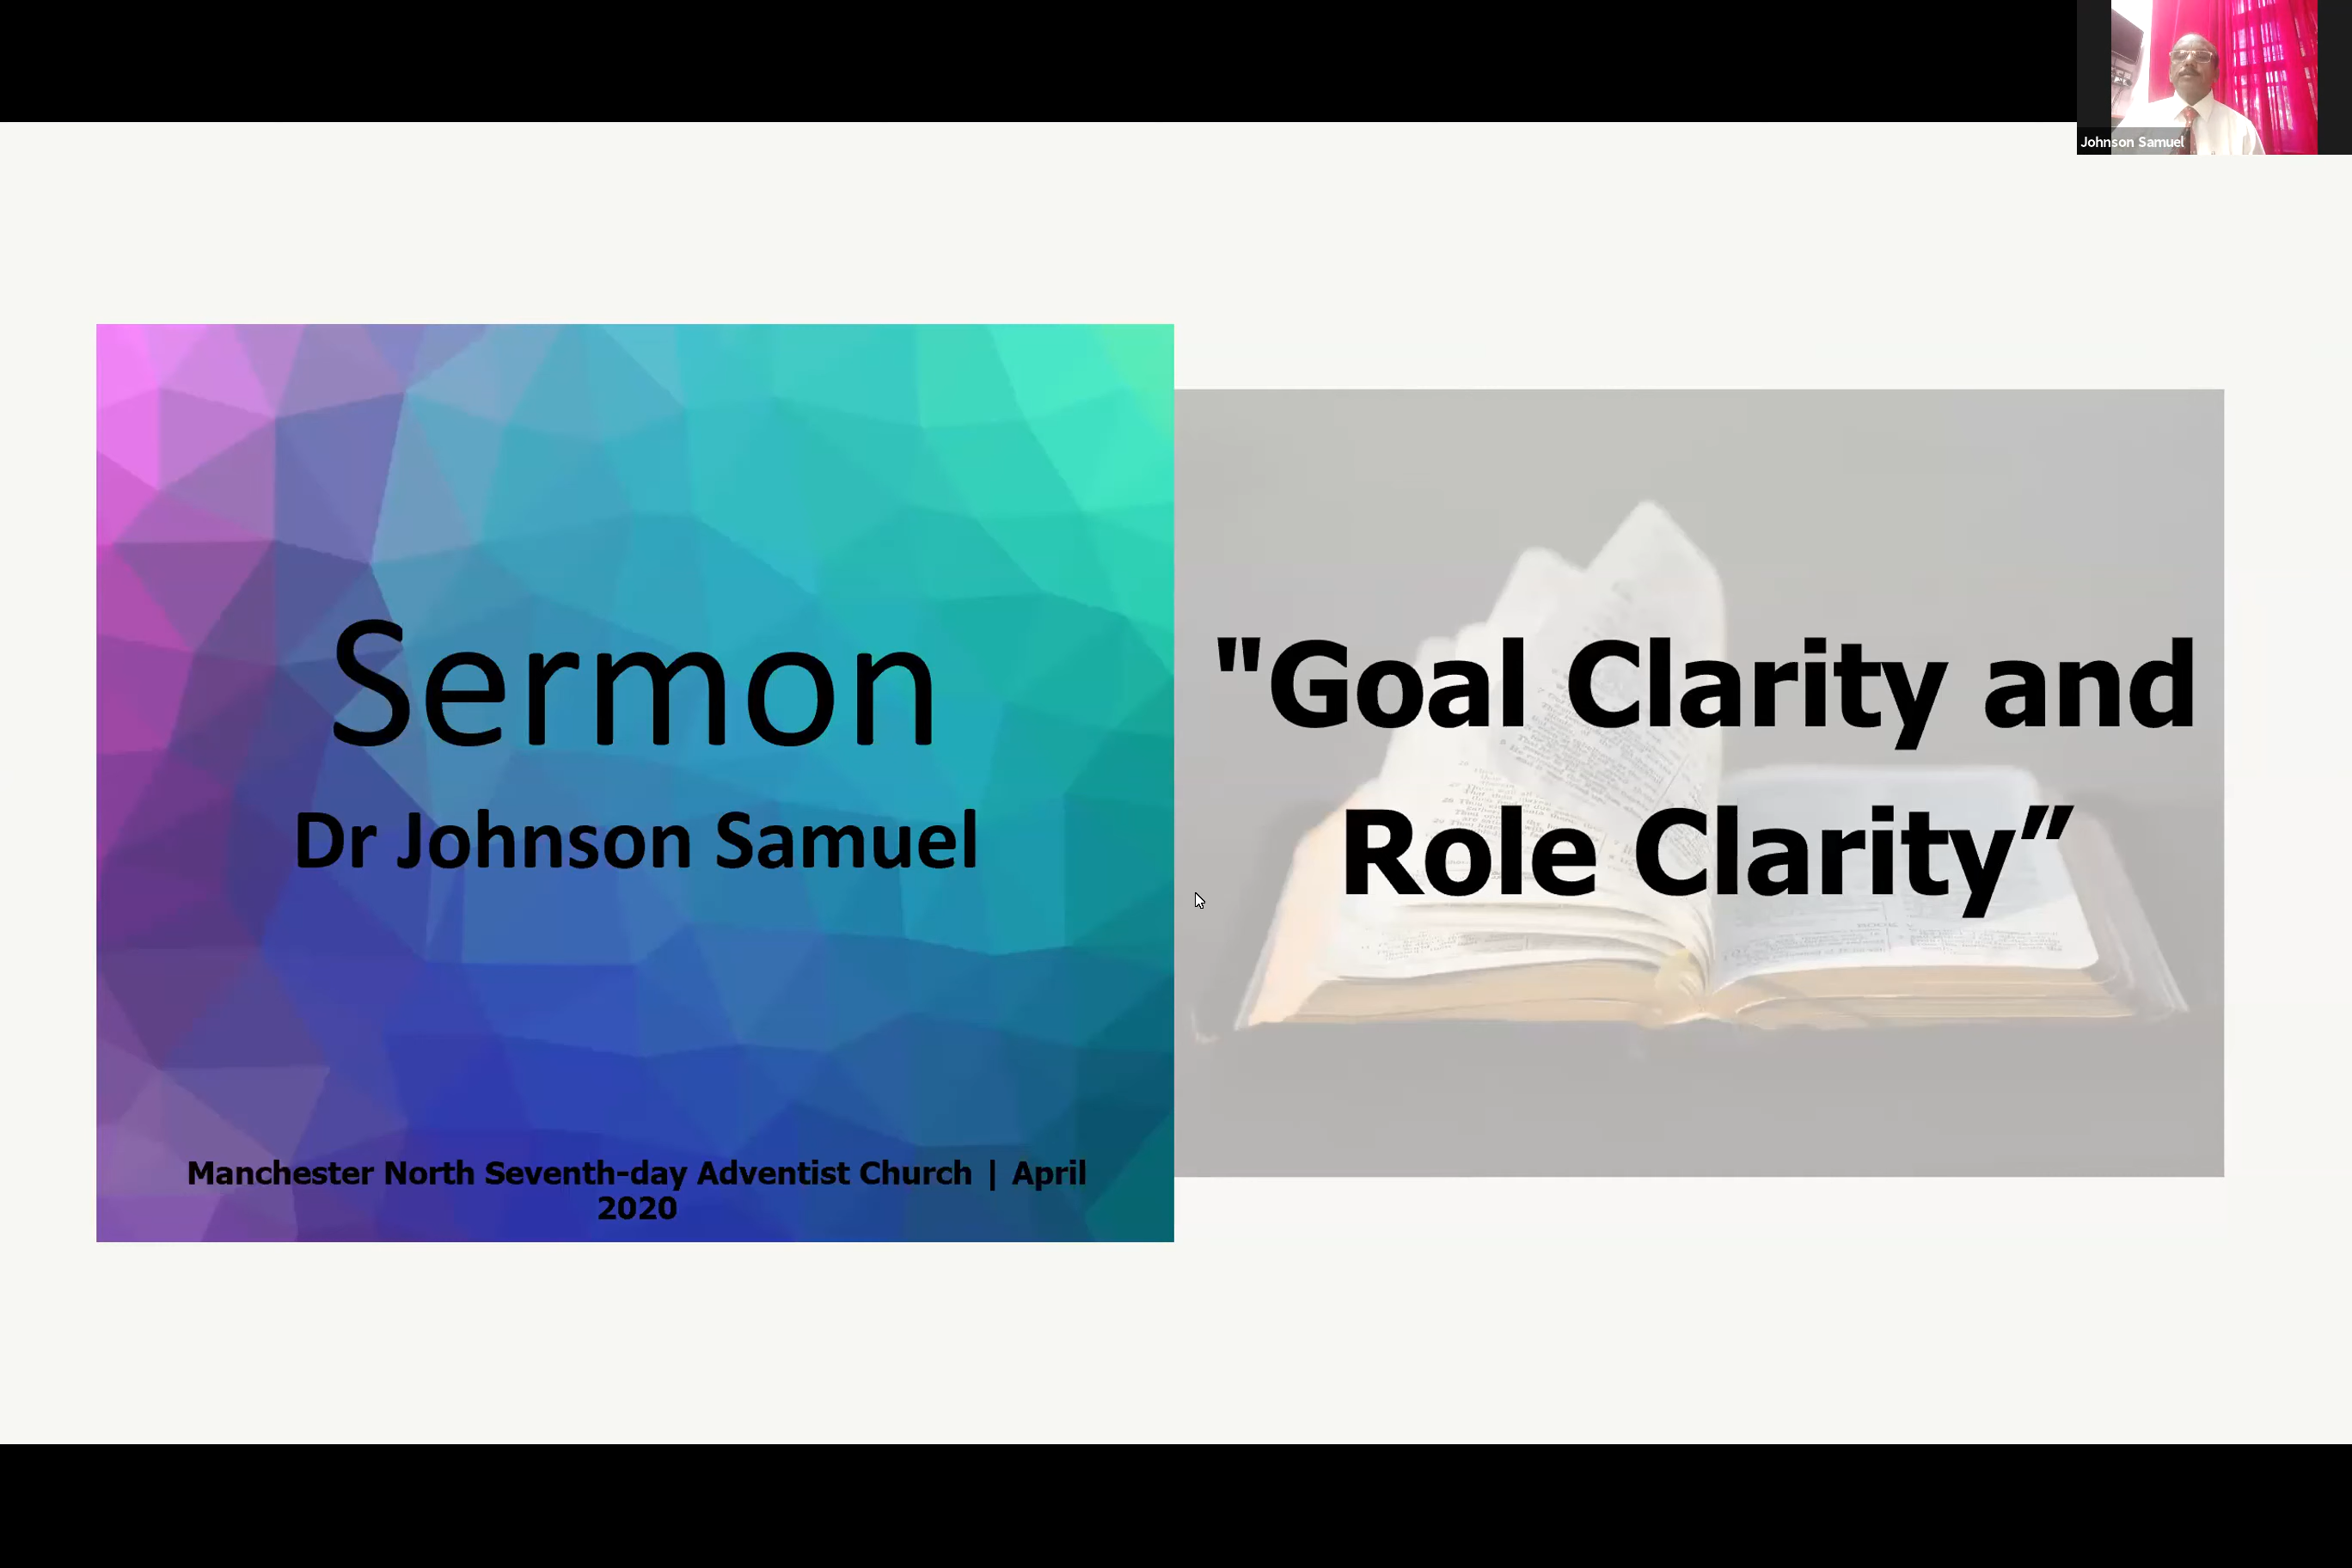 Johnson Samuel
Sermon
Dr Johnson Samuel
Manchester North Seventh-day Adventist Church | April
2020
"Goal Clarity and
Role Clarity”